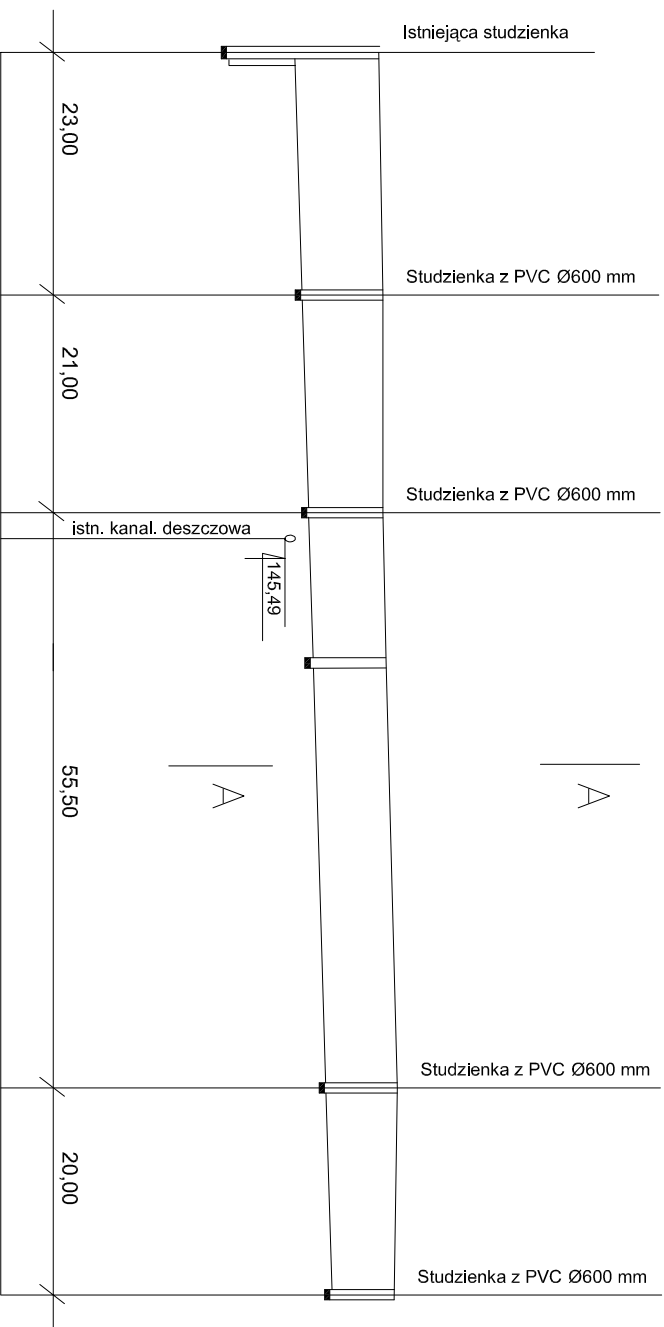 Istniejąca studzienka
23,00
Studzienka z PVC Ø600 mm
21,00
Studzienka z PVC Ø600 mm
istn. kanal. deszczowa
145,49
55,50
A
A
Studzienka z PVC Ø600 mm
20,00
Studzienka z PVC Ø600 mm